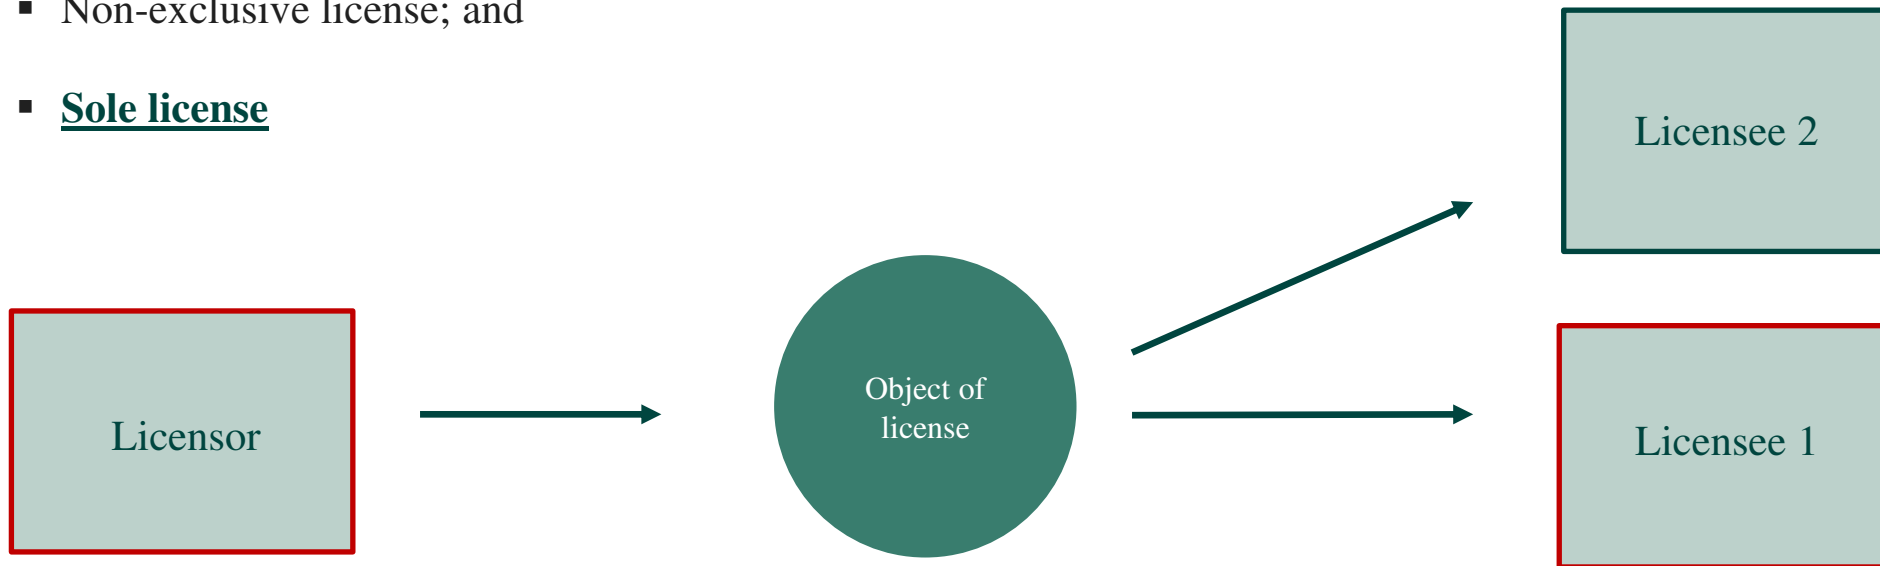 ▪ Non-exclusive license; and
▪ Sole license
Licensee 2
Object of
license
Licensor
Licensee 1